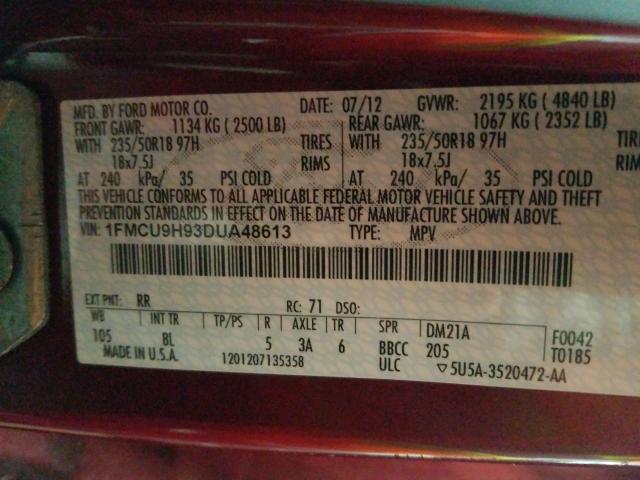 MFD. BY FORD MOTOR CO. DATE: 07/12 GVWR: 2195 KG ( 4840 LB)
FRONT GAWR: 1134 KG ( 2500 LB) REAR GAWR: 1067 KG ( 2352 LB)
WITH 235/50R18 97H TIRES WITH 235/50R18 97H
18x7.5J RIMS 18x7.5J
AT 240 kPa/ 35 PSI COLD AT 240 kPa/ 35 PSI COLD
THIS VEHICLE CONFORMS TO ALL APPLICABLE FEDERAL MOTOR VEHICLE SAFETY AND THEFT
PREVENTION STANDARDS IN EFFECT ON THE DATE OF MANUFACTURE SHOWN ABOVE.
VIN: 1FMCU9H93DUA48613 TYPE: MPV
EXT PNT: RR RC: 71 DSO:
WB INT TR TP/PS R AXLE TR SPR DM21A F0042
105 8L 5 3A 6 BBCC 205 T0185
MADE IN U.S.A. 1201207135358 ULC ▽5U5A-3520472-AA